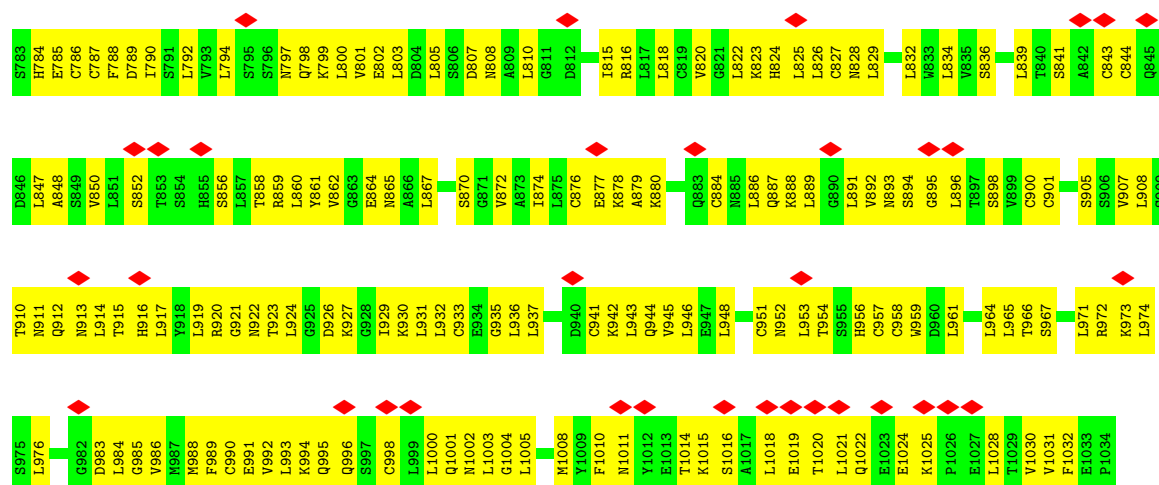 S783 H784 E785 C786 C787 F788 D789 I790 S791 L792 V793 L794 S795 S796 N797 Q798 K799 L800 V801 E802 L803 D804 L805 S806 D807 N808 A809 L810 G811 D812 I815 R816 L817 L818 C819 V820 G821 L822 K823 H824 L825 L826 C827 N828 L829 L832 W833 L834 V835 S836 L839 T840 S841 A842 C843 C844 Q845
D846 L847 A848 S849 V850 L851 S852 T853 S854 H855 S856 L857 T858 R859 L860 Y861 V862 G863 E864 N865 A866 L867 S870 G871 V872 A873 I874 L875 C876 E877 K878 A879 K880 Q883 C884 N885 L886 Q887 K888 L889 G890 L891 V892 N893 S894 G895 L896 T897 S898 V899 C900 C901 S905 S906 V907 L908
T910 N911 Q912 N913 L914 T915 H916 L917 Y918 L919 R920 G921 N922 T923 L924 G925 D926 K927 G928 I929 K930 L931 L932 C933 E934 G935 L936 L937 D940 C941 K942 L943 Q944 V945 L946 E947 L948 C951 N952 L953 T954 S955 H956 C957 C958 W959 D960 L961 L964 L965 T966 S967 L971 R972 K973 L974
S975 L976 G982 D983 L984 G985 V986 M987 M988 F989 C990 E991 V992 L993 K994 Q995 Q996 S997 C998 L999 L1000 Q1001 N1002 L1003 G1004 L1005 M1008 Y1009 F1010 N1011 Y1012 E1013 T1014 K1015 S1016 A1017 L1018 E1019 T1020 L1021 Q1022 E1023 E1024 K1025 P1026 E1027 L1028 T1029 V1030 V1031 F1032 E1033 P1034